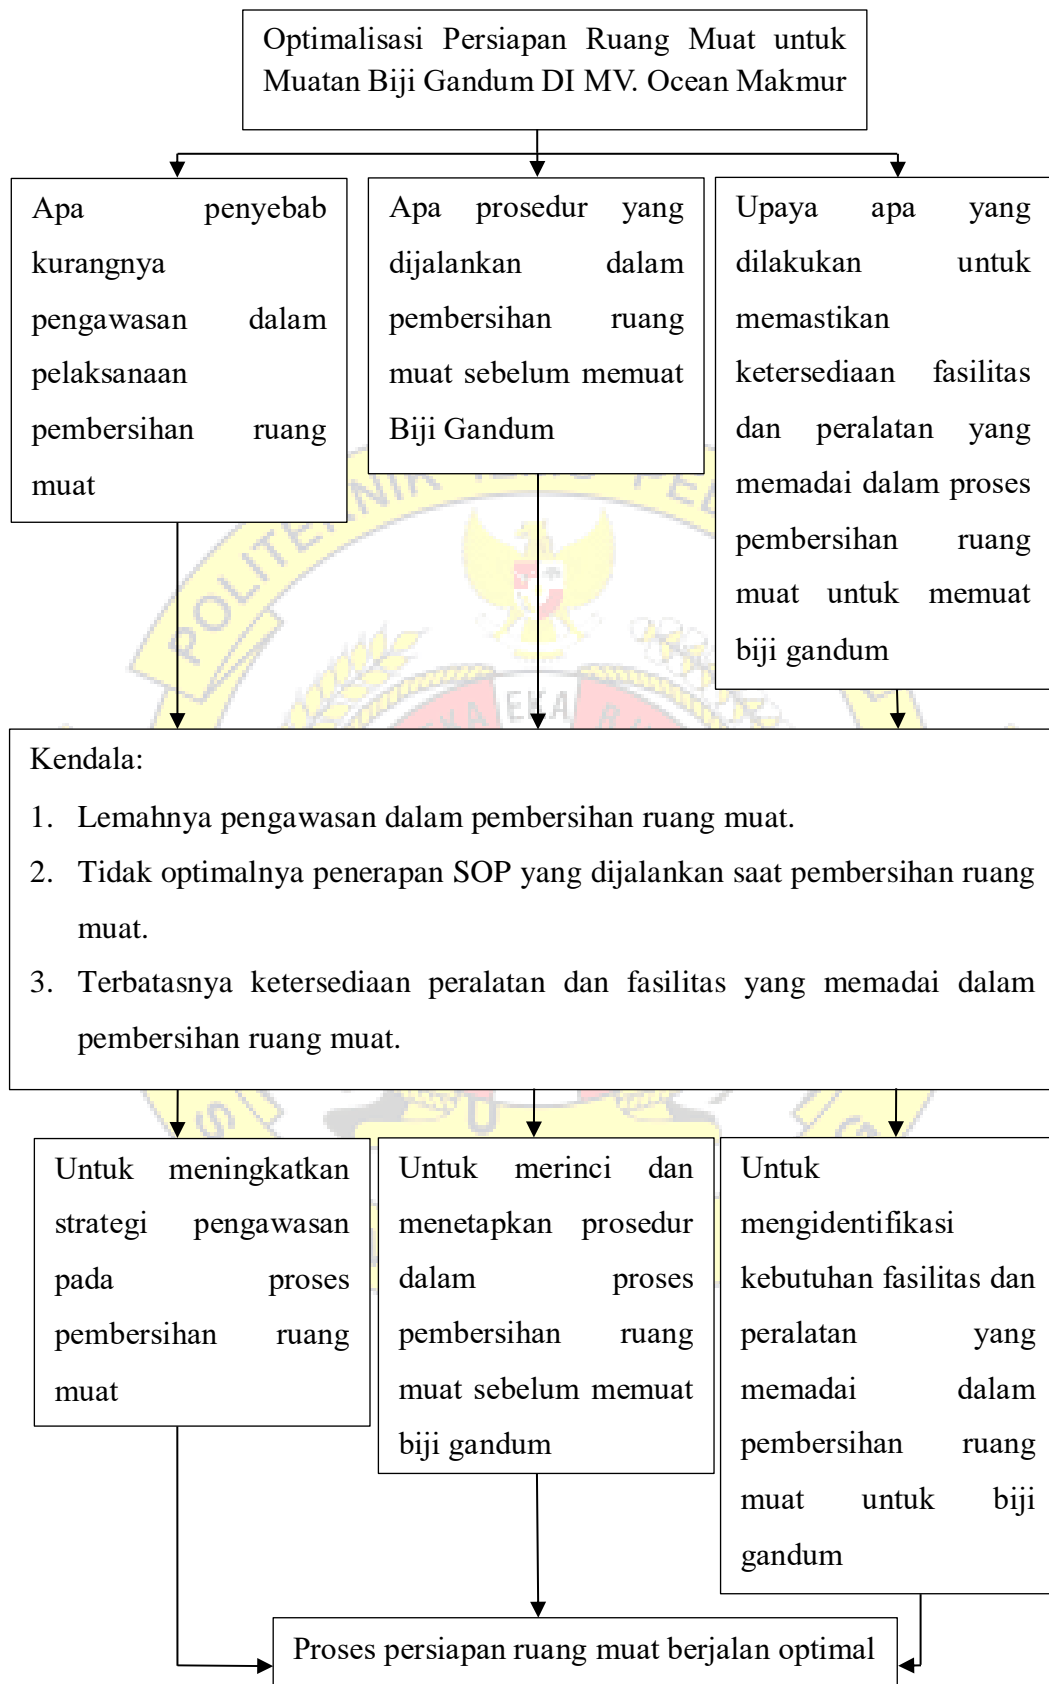 Optimalisasi Persiapan Ruang Muat untuk
Muatan Biji Gandum DI MV. Ocean Makmur
Apa penyebab
kurangnya
pengawasan dalam
pelaksanaan
pembersihan ruang
muat
Apa prosedur yang
dijalankan dalam
pembersihan ruang
muat sebelum memuat
Biji Gandum
Upaya apa yang
dilakukan untuk
memastikan
ketersediaan fasilitas
dan peralatan yang
memadai dalam proses
pembersihan ruang
muat untuk memuat
biji gandum
POLITEKNIK
EKA
Kendala:
1. Lemahnya pengawasan dalam pembersihan ruang muat.
2. Tidak optimalnya penerapan SOP yang dijalankan saat pembersihan ruang
muat.
3. Terbatasnya ketersediaan peralatan dan fasilitas yang memadai dalam
pembersihan ruang muat.
Untuk meningkatkan
strategi pengawasan
pada proses
pembersihan ruang
muat
Untuk merinci dan
menetapkan prosedur
dalam proses
pembersihan ruang
muat sebelum memuat
biji gandum
Untuk
mengidentifikasi
kebutuhan fasilitas dan
peralatan yang
memadai dalam
pembersihan ruang
muat untuk biji
gandum
Proses persiapan ruang muat berjalan optimal